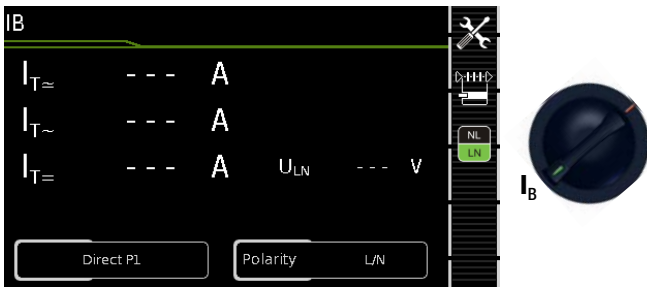 IB
IT≂ --- A
IT~ --- A
IT= --- A ULN --- V
Direct P1
Polarity L/N
NL
LN
IB